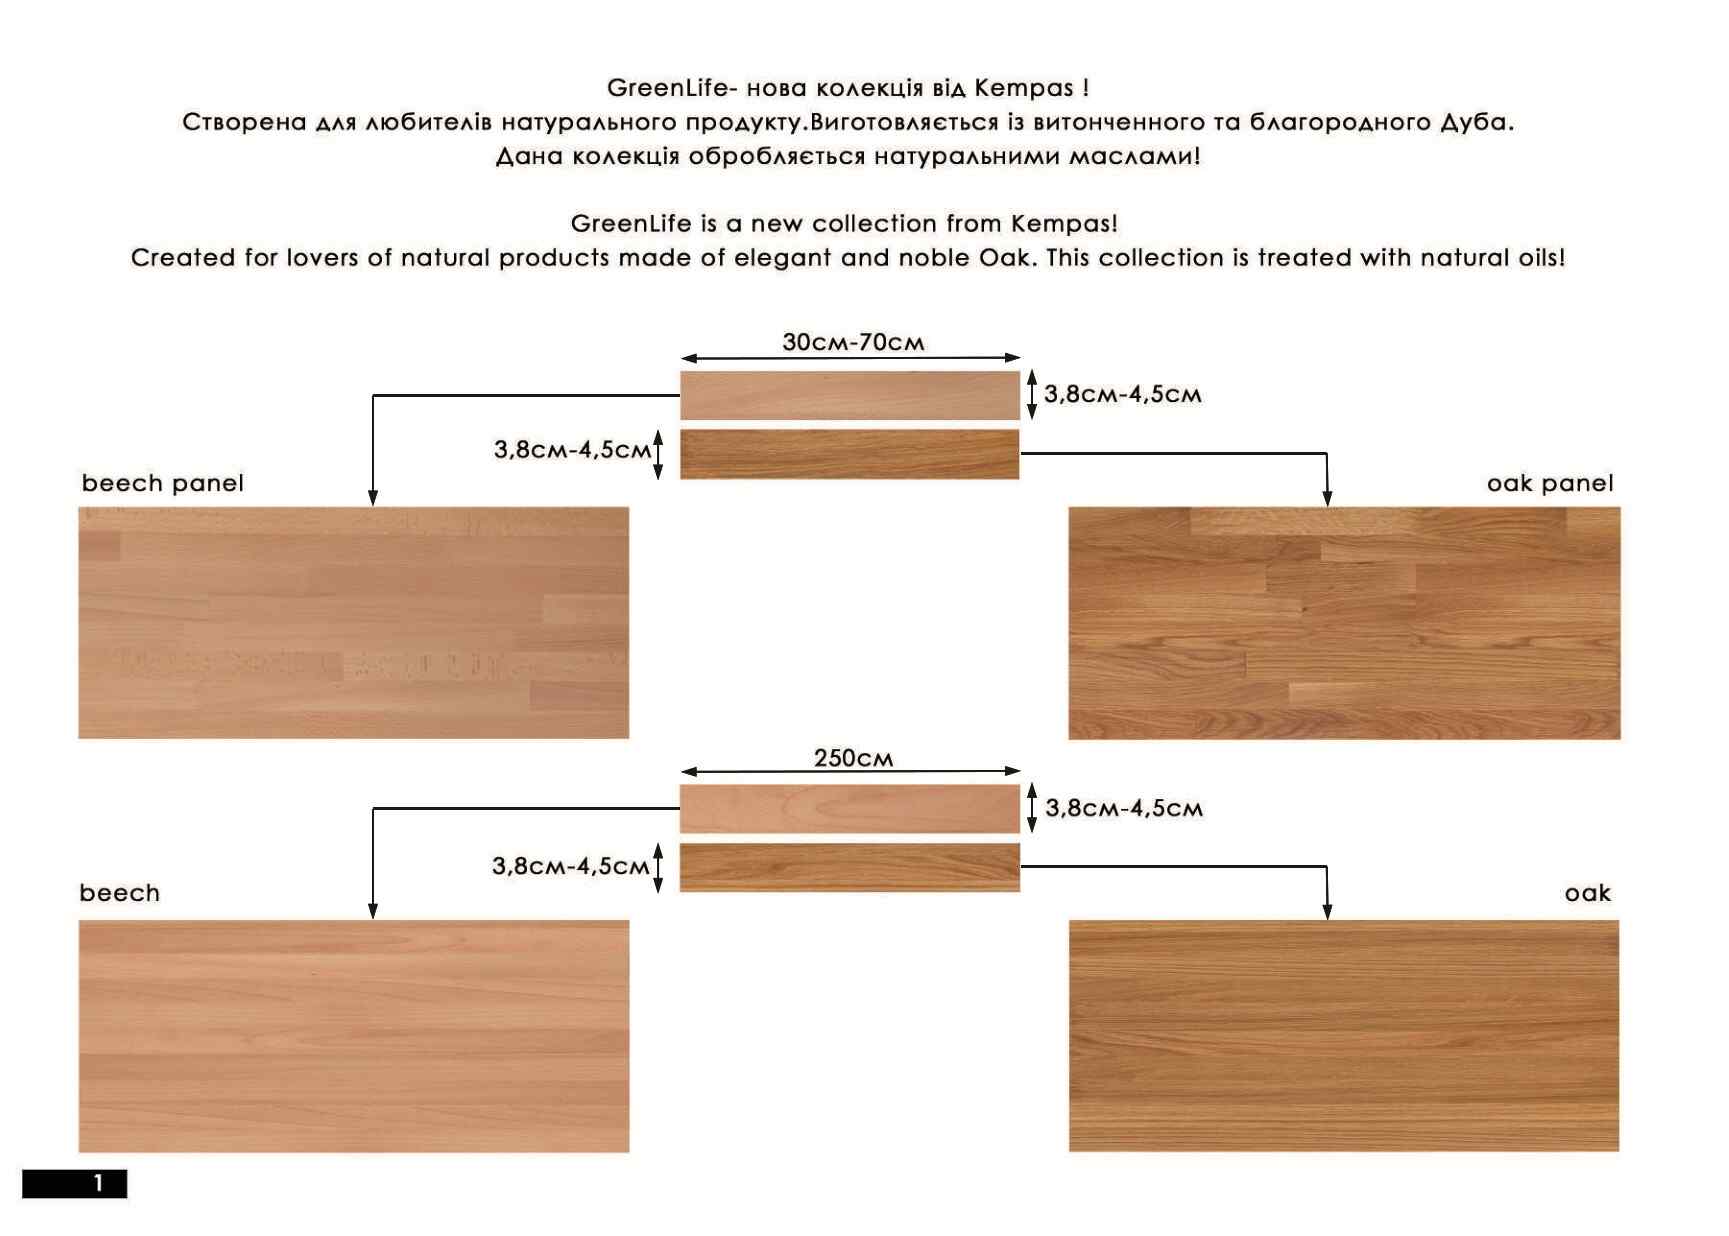 GreenLife- нова колекція від Kempas !
Створена для любителів натурального продукту.Виготовляється із витонченного та благородного Дуба.
Дана колекція обробляється натуральними маслами!
GreenLife is a new collection from Kempas!
Created for lovers of natural products made of elegant and noble Oak. This collection is treated with natural oils!
30см-70см
3,8см-4,5см
3,8см-4,5см
beech panel
oak panel
250см
3,8см-4,5см
3,8см-4,5см
beech
oak
1